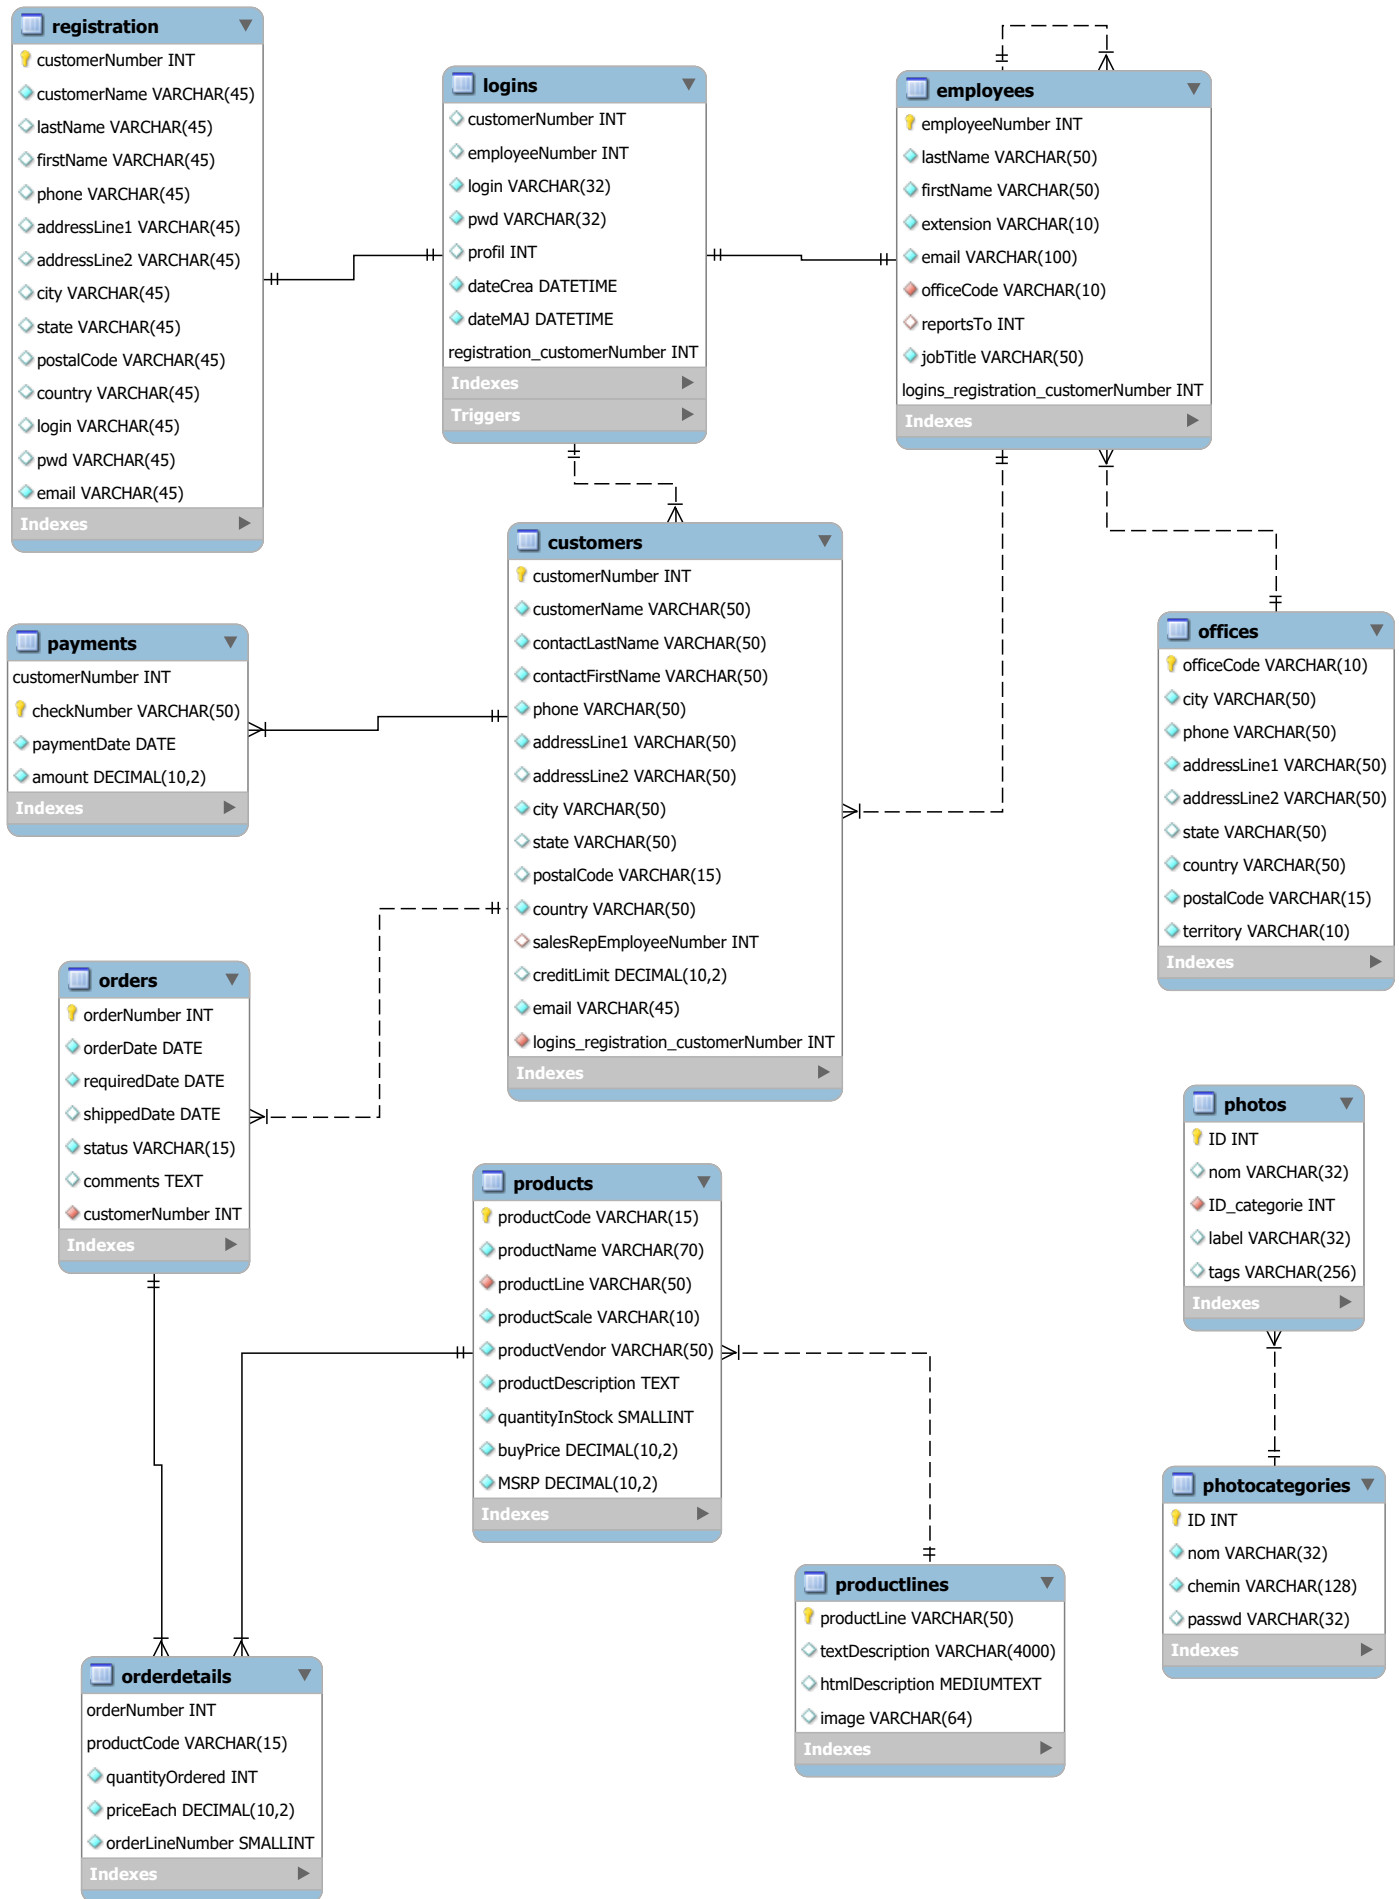 registration
customerNumber INT
customerName VARCHAR(45)
lastName VARCHAR(45)
firstName VARCHAR(45)
phone VARCHAR(45)
addressLine1 VARCHAR(45)
addressLine2 VARCHAR(45)
city VARCHAR(45)
state VARCHAR(45)
postalCode VARCHAR(45)
country VARCHAR(45)
login VARCHAR(45)
pwd VARCHAR(45)
email VARCHAR(45)
Indexes
logins
customerNumber INT
employeeNumber INT
login VARCHAR(32)
pwd VARCHAR(32)
profil INT
dateCrea DATETIME
dateMAJ DATETIME
registration_customerNumber INT
Indexes
Triggers
employees
employeeNumber INT
lastName VARCHAR(50)
firstName VARCHAR(50)
extension VARCHAR(10)
email VARCHAR(100)
officeCode VARCHAR(10)
reportsTo INT
jobTitle VARCHAR(50)
logins_registration_customerNumber INT
Indexes
customers
customerNumber INT
customerName VARCHAR(50)
contactLastName VARCHAR(50)
contactFirstName VARCHAR(50)
phone VARCHAR(50)
addressLine1 VARCHAR(50)
addressLine2 VARCHAR(50)
city VARCHAR(50)
state VARCHAR(50)
postalCode VARCHAR(15)
country VARCHAR(50)
salesRepEmployeeNumber INT
creditLimit DECIMAL(10,2)
email VARCHAR(45)
logins_registration_customerNumber INT
Indexes
payments
customerNumber INT
checkNumber VARCHAR(50)
paymentDate DATE
amount DECIMAL(10,2)
Indexes
offices
officeCode VARCHAR(10)
city VARCHAR(50)
phone VARCHAR(50)
addressLine1 VARCHAR(50)
addressLine2 VARCHAR(50)
state VARCHAR(50)
country VARCHAR(50)
postalCode VARCHAR(15)
territory VARCHAR(10)
Indexes
orders
orderNumber INT
orderDate DATE
requiredDate DATE
shippedDate DATE
status VARCHAR(15)
comments TEXT
customerNumber INT
Indexes
products
productCode VARCHAR(15)
productName VARCHAR(70)
productLine VARCHAR(50)
productScale VARCHAR(10)
productVendor VARCHAR(50)
productDescription TEXT
quantityInStock SMALLINT
buyPrice DECIMAL(10,2)
MSRP DECIMAL(10,2)
Indexes
photos
ID INT
nom VARCHAR(32)
ID_categorie INT
label VARCHAR(32)
tags VARCHAR(256)
Indexes
photocategories
ID INT
nom VARCHAR(32)
chemin VARCHAR(128)
passwd VARCHAR(32)
Indexes
productlines
productLine VARCHAR(50)
textDescription VARCHAR(4000)
htmlDescription MEDIUMTEXT
image VARCHAR(64)
Indexes
orderdetails
orderNumber INT
productCode VARCHAR(15)
quantityOrdered INT
priceEach DECIMAL(10,2)
orderLineNumber SMALLINT
Indexes